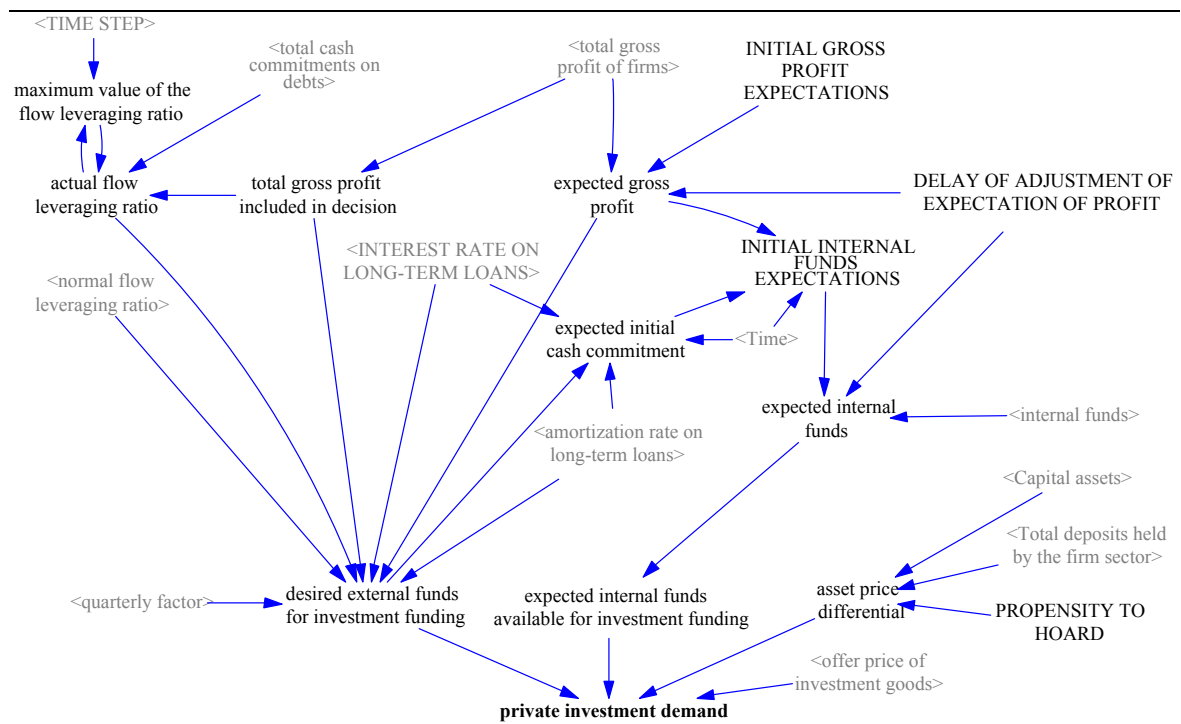 <TIME STEP>
<total cash
commitments on
debts>
<total gross
profit of firms>
INITIAL GROSS
PROFIT
EXPECTATIONS
maximum value of the
flow leveraging ratio
actual flow
leveraging ratio
total gross profit
included in decision
expected gross
profit
DELAY OF ADJUSTMENT OF
EXPECTATION OF PROFIT
<INTEREST RATE ON
LONG-TERM LOANS>
INITIAL INTERNAL
FUNDS
EXPECTATIONS
<normal flow
leveraging ratio>
expected initial
cash commitment
<Time>
expected internal
funds
<internal funds>
<amortization rate on
long-term loans>
<Capital assets>
<Total deposits held
by the firm sector>
<quarterly factor>
desired external funds
for investment funding
expected internal funds
available for investment funding
asset price
differential
PROPENSITY TO
HOARD
<offer price of
investment goods>
private investment demand